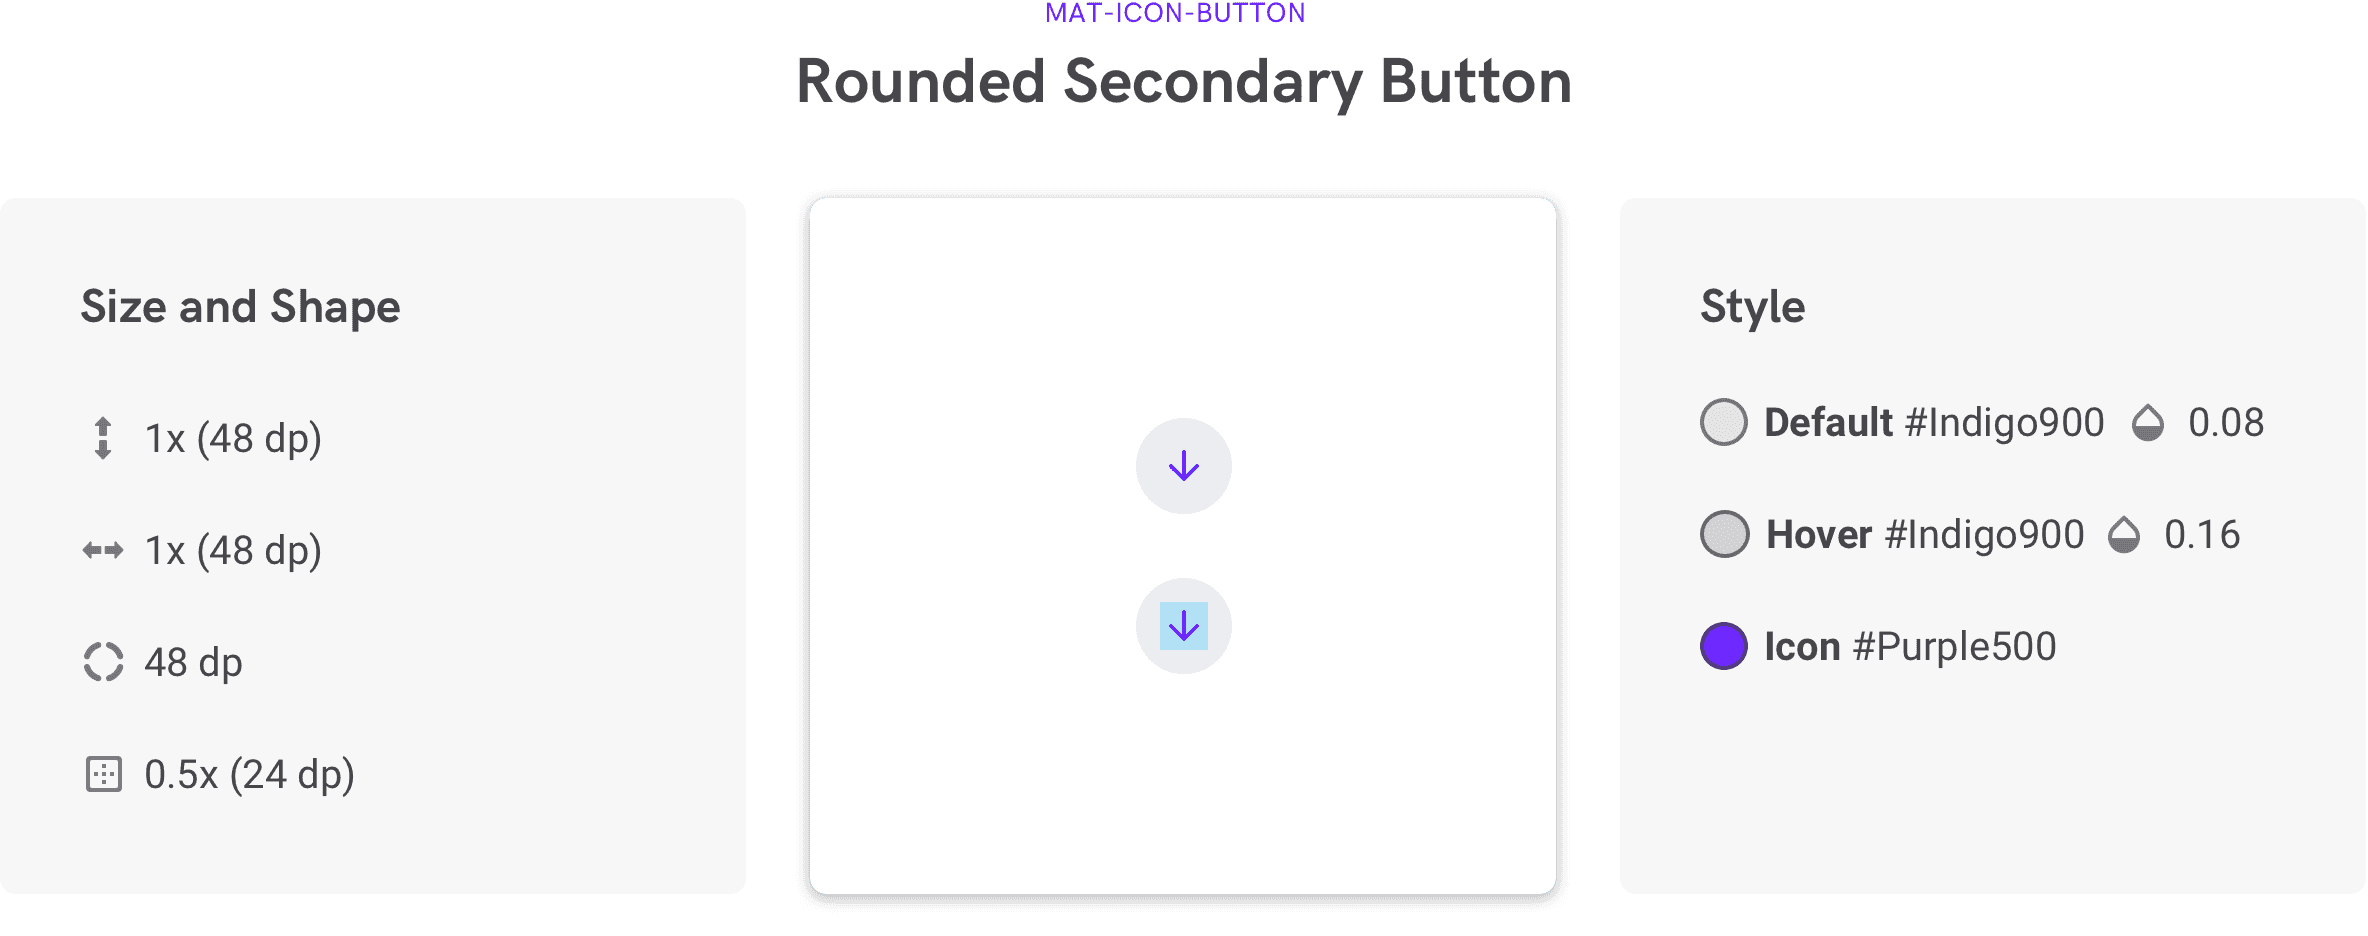 MAT-ICON-BUTTON
Rounded Secondary Button
Size and Shape
1x (48 dp)
1x (48 dp)
48 dp
0.5x (24 dp)
Style
Default #Indigo900 0.08
Hover #Indigo900 0.16
Icon #Purple500